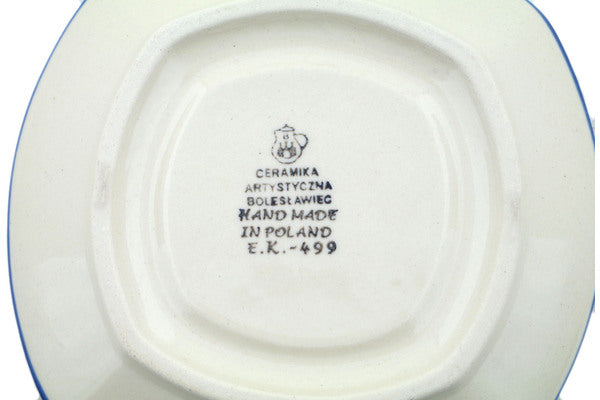 CERAMIKA
ARTYSTYCZNA
BOLESŁAWIEC
HAND MADE
IN POLAND
E.K.-499